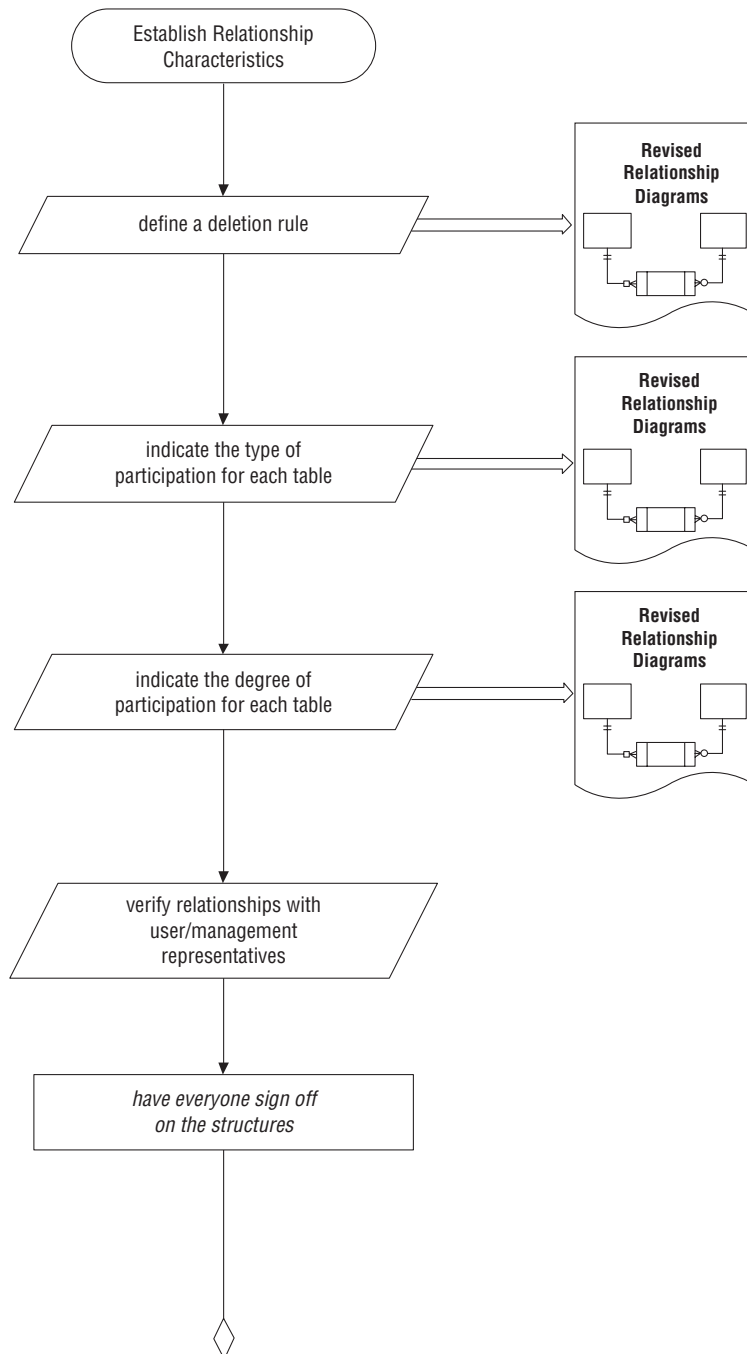 Establish Relationship
Characteristics
define a deletion rule
Revised
Relationship
Diagrams
indicate the type of
participation for each table
Revised
Relationship
Diagrams
indicate the degree of
participation for each table
Revised
Relationship
Diagrams
verify relationships with
user/management
representatives
have everyone sign off
on the structures